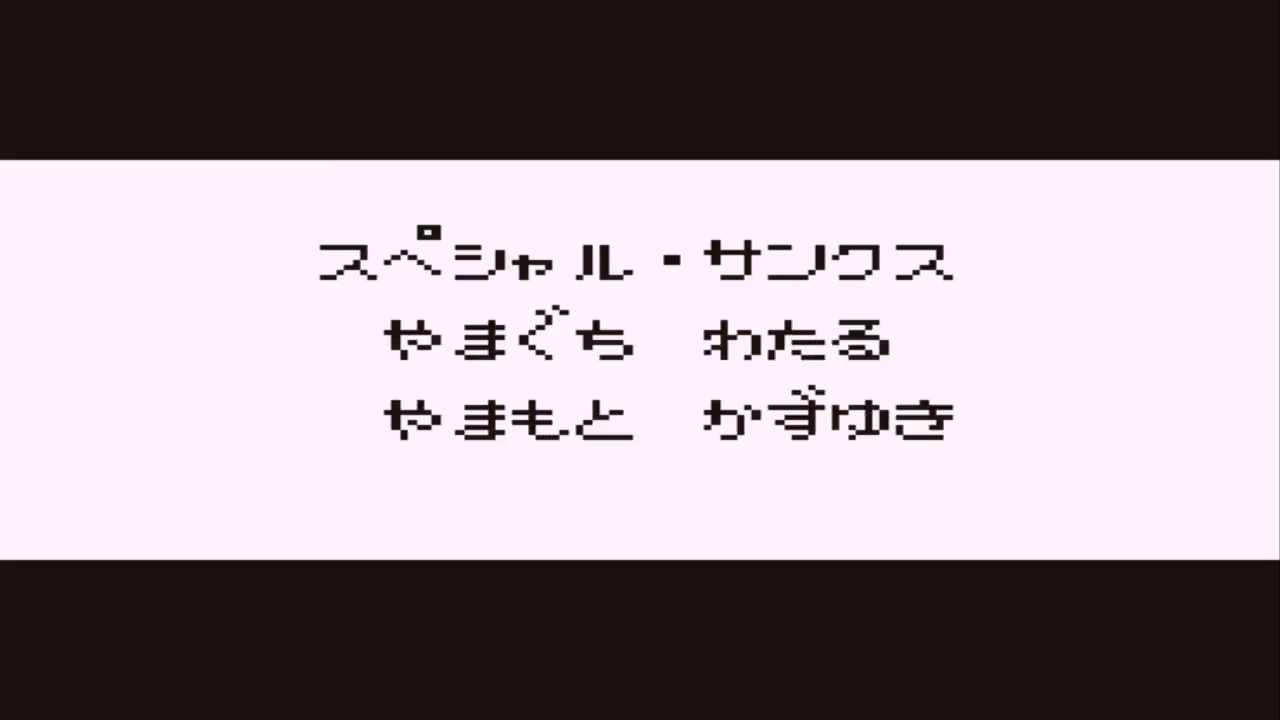 スペシャル・サンクス
やまぐち わたる
やまもと かずゆき